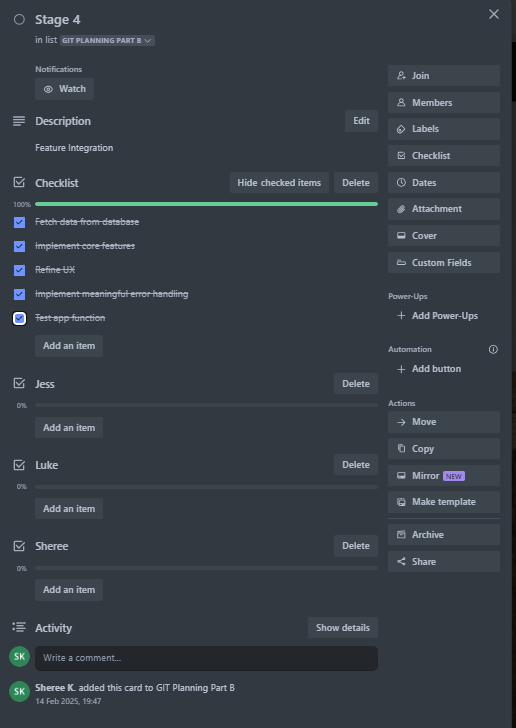 Stage 4
in list GIT PLANNING PART B
Notifications
Watch
Description
Edit
Feature Integration
Checklist
Hide checked items
Delete
100%
Fetch data from database
Implement core features
Refine UX
Implement meaningful error handling
Test app function
Add an item
Jess
Delete
0%
Add an item
Luke
Delete
0%
Add an item
Sheree
Delete
0%
Add an item
Activity
Show details
SK
Write a comment...
SK
Sheree K. added this card to GIT Planning Part B
14 Feb 2025, 19:47
Join
Members
Labels
Checklist
Dates
Attachment
Cover
Custom Fields
Power-Ups
Add Power-Ups
Automation
Add button
Actions
Move
Copy
Mirror NEW
Make template
Archive
Share